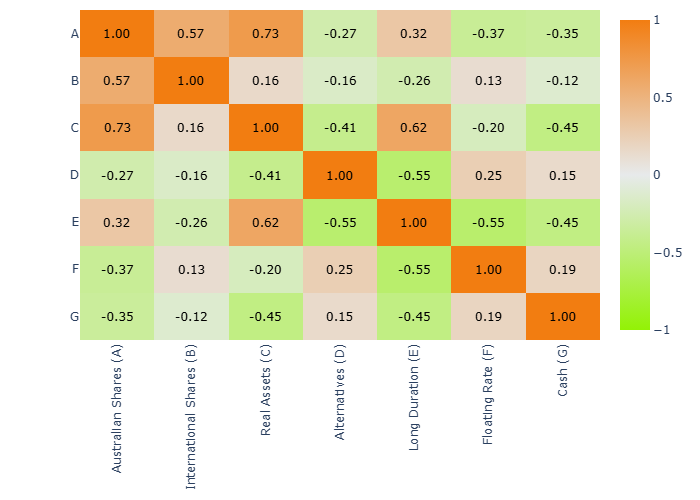 A 1.00 0.57 0.73 −0.27 0.32 −0.37 −0.35
B 0.57 1.00 0.16 −0.16 −0.26 0.13 −0.12
C 0.73 0.16 1.00 −0.41 0.62 −0.20 −0.45
D −0.27 −0.16 −0.41 1.00 −0.55 0.25 0.15
E 0.32 −0.26 0.62 −0.55 1.00 −0.55 −0.45
F −0.37 0.13 −0.20 0.25 −0.55 1.00 0.19
G −0.35 −0.12 −0.45 0.15 −0.45 0.19 1.00
Australian Shares (A)
International Shares (B)
Real Assets (C)
Alternatives (D)
Long Duration (E)
Floating Rate (F)
Cash (G)
1
0.5
0
−0.5
−1